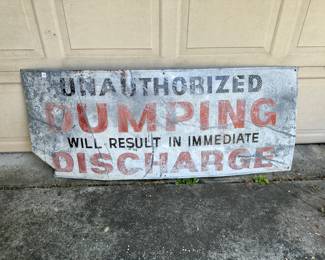 UNAUTHORIZED
DUMPING
WILL RESULT IN IMMEDIATE
DISCHARGE